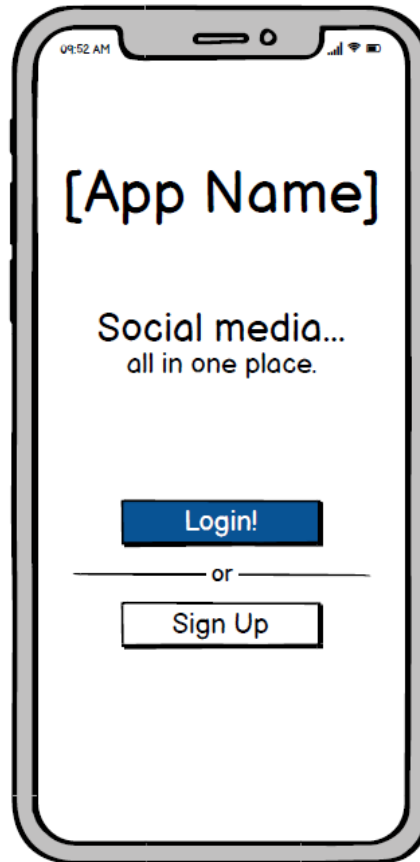 09:52 AM
[App Name]
Social media...
all in one place.
Login!
or
Sign Up